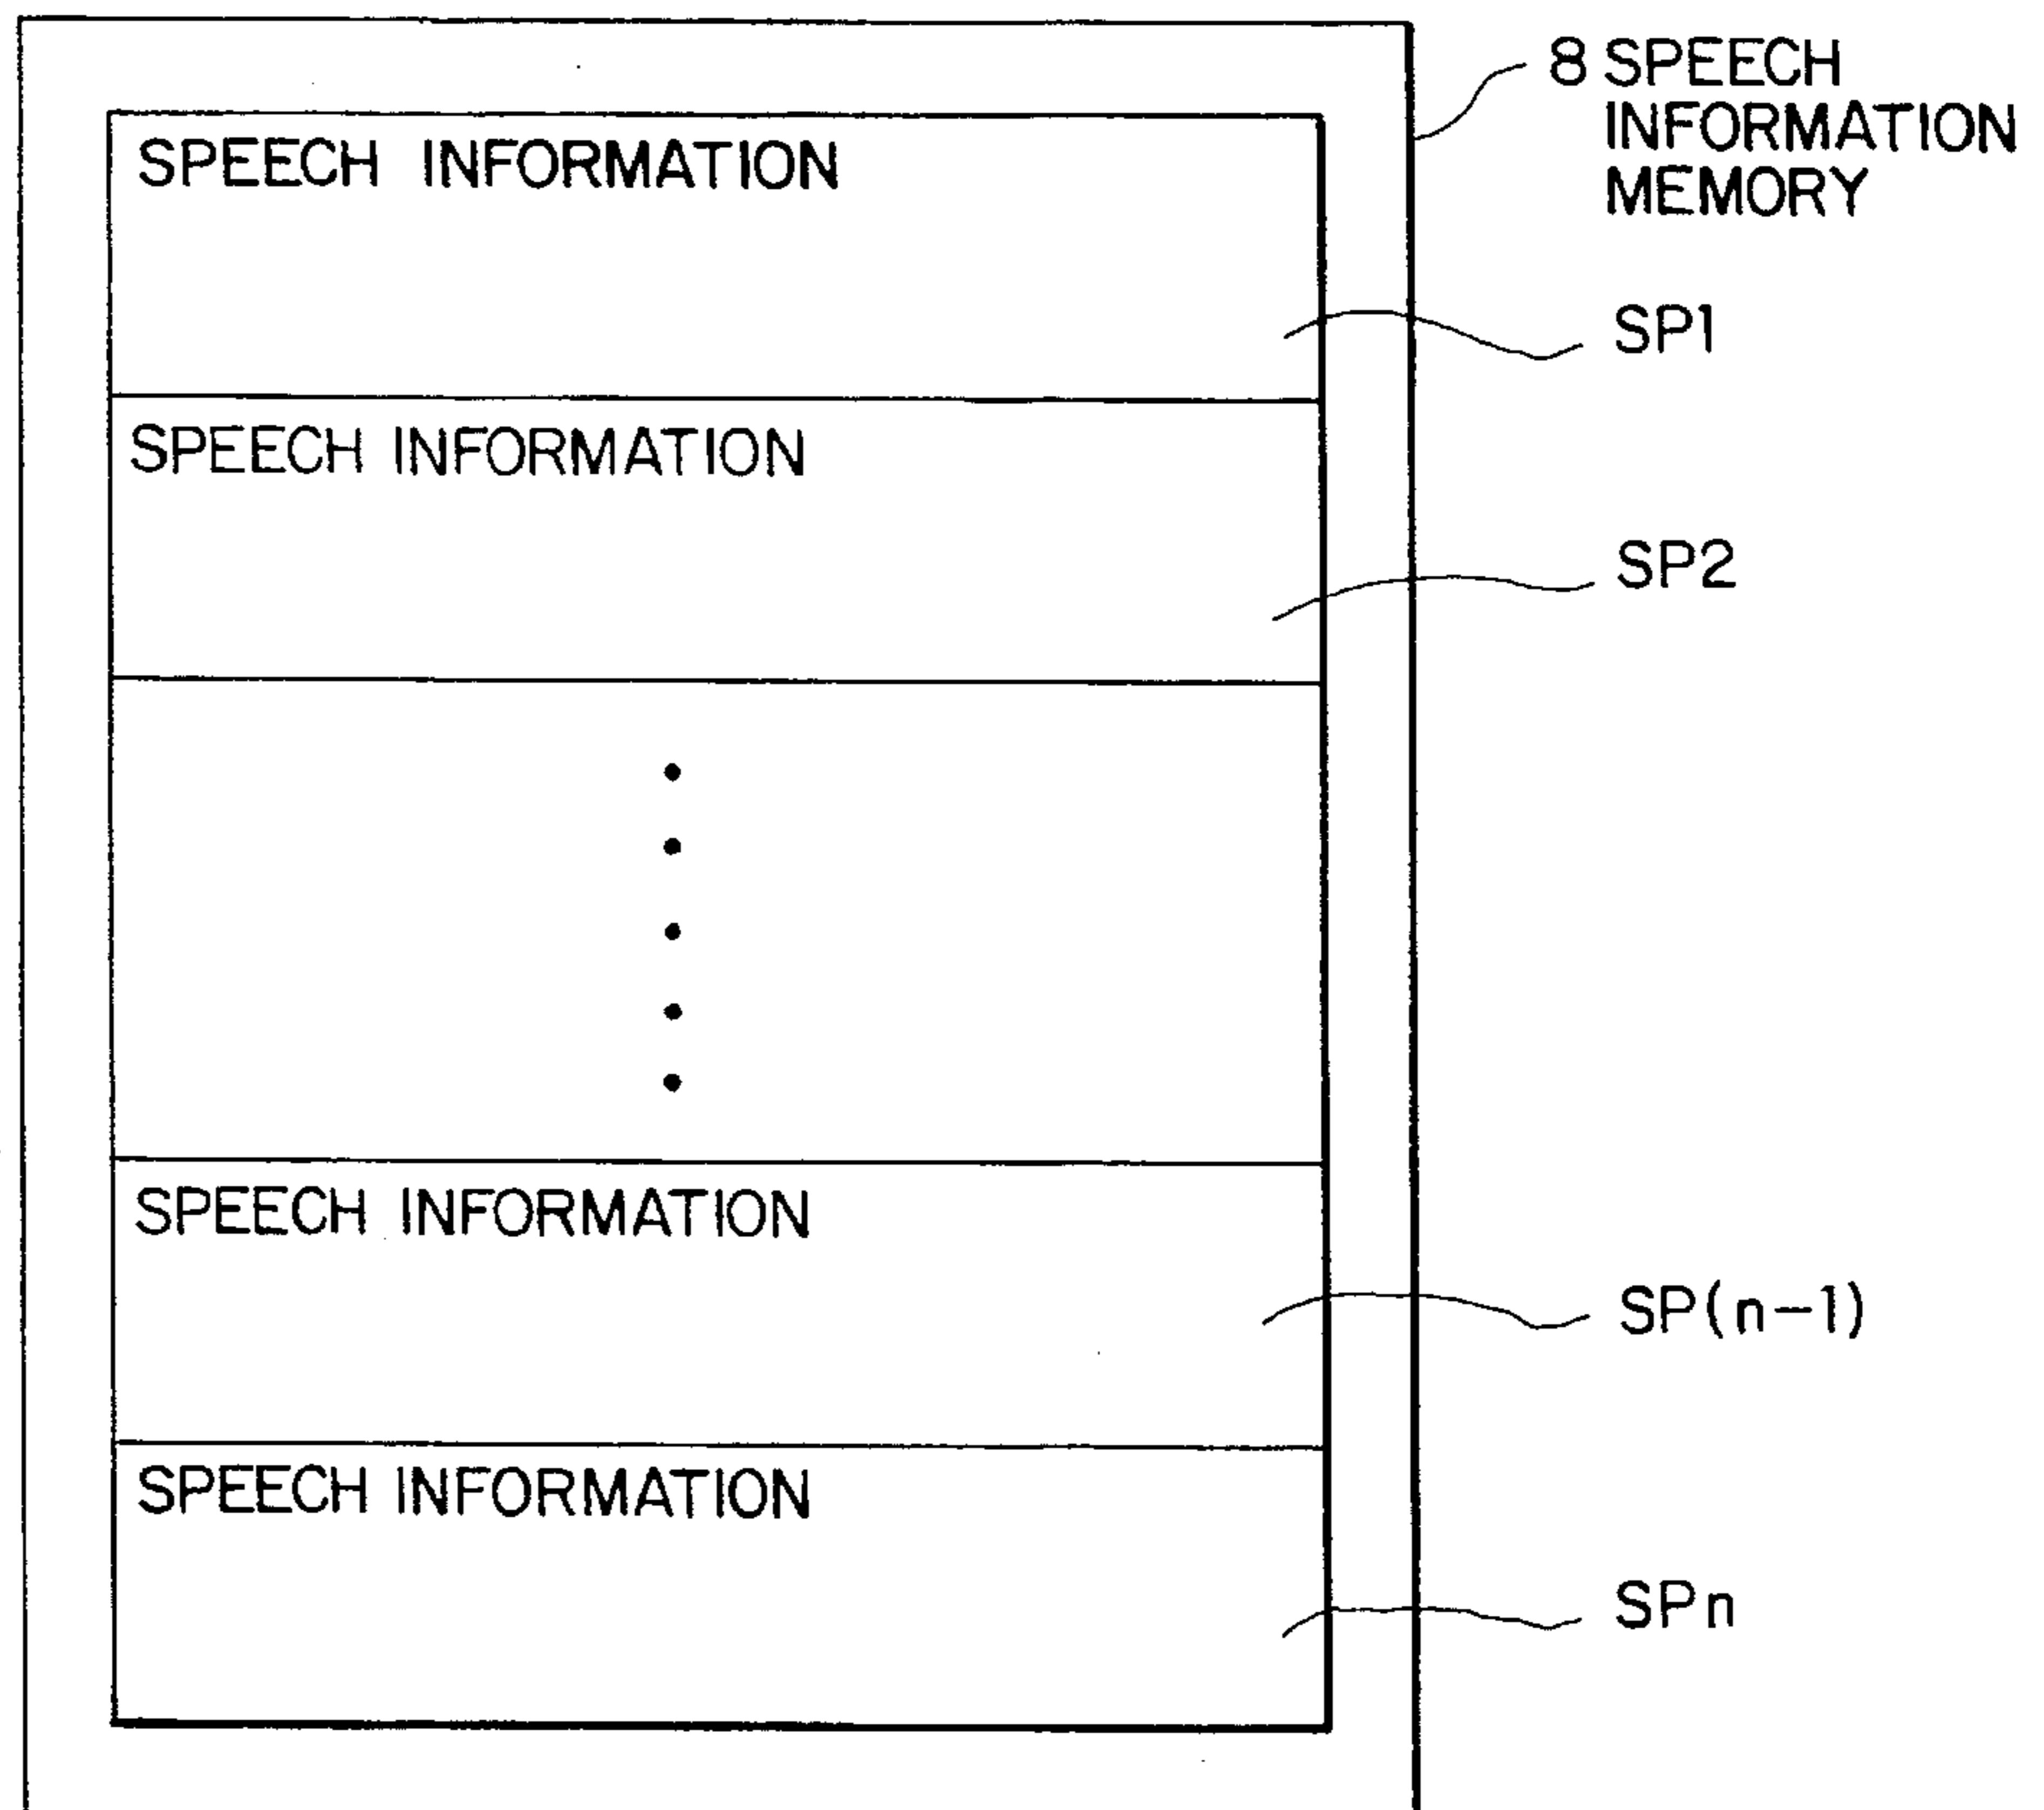 8 SPEECH
INFORMATION
MEMORY
SPEECH INFORMATION
SP1
SPEECH INFORMATION
SP2
SPEECH INFORMATION
SP(n-1)
SPEECH INFORMATION
SPn